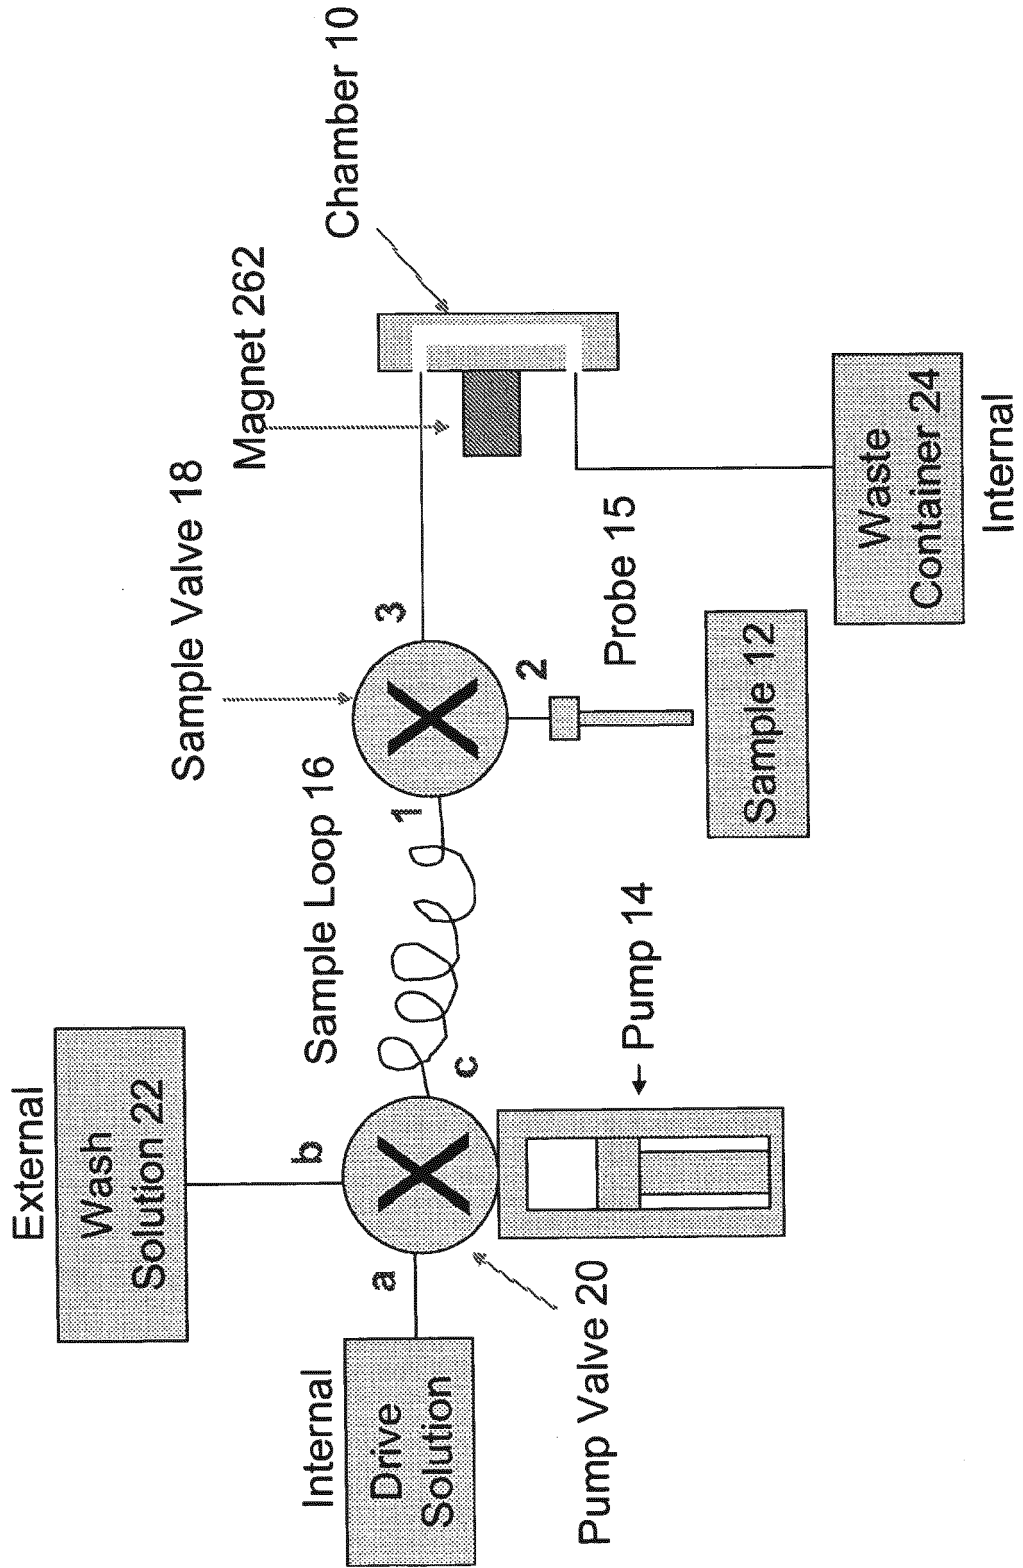 External
Wash
Solution 22
Internal
Drive
Solution
a
b
c
Pump Valve 20
Pump 14
Sample Loop 16
Sample Valve 18
1
2
3
Probe 15
Sample 12
Magnet 262
Chamber 10
Waste
Container 24
Internal